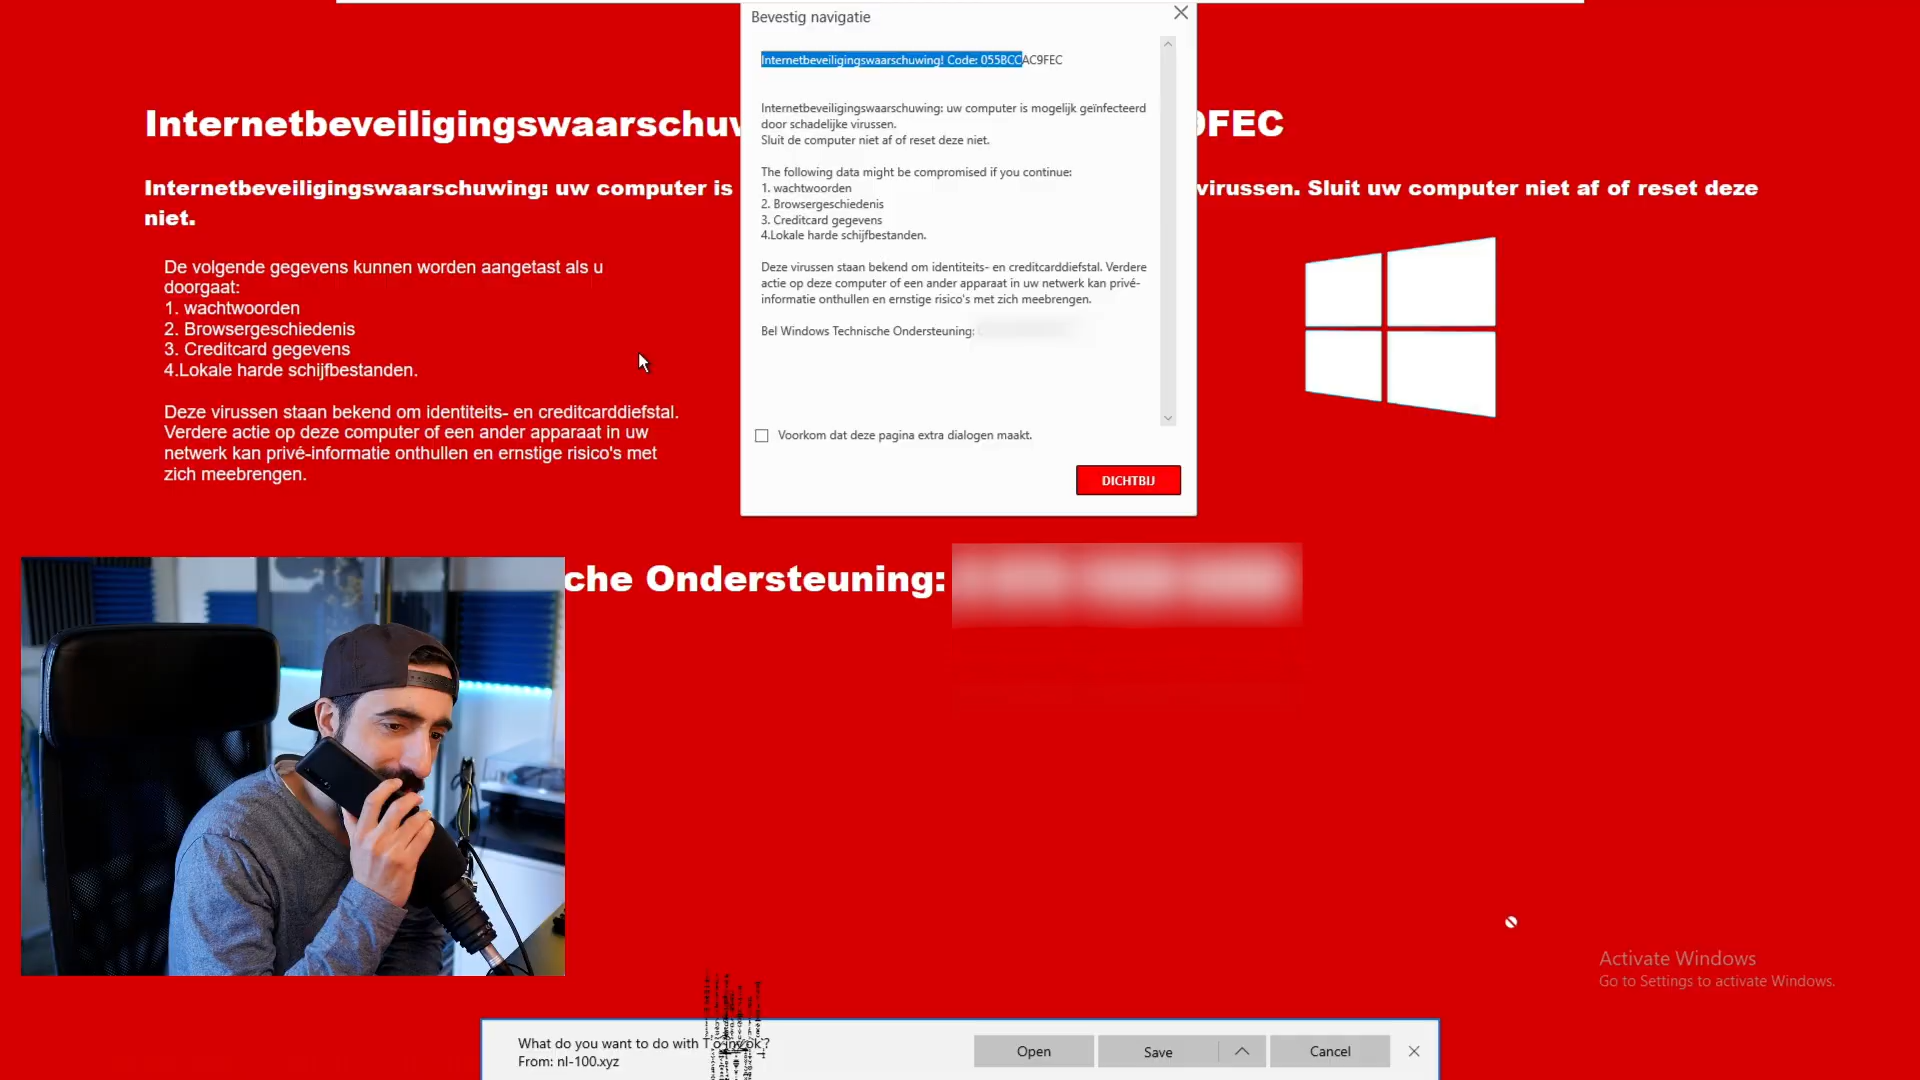 Bevestig navigatie
Internetbeveiligingswaarschuwing! Code: 055BCCAC9FEC
Internetbeveiligingswaarschuwing: uw computer is mogelijk geïnfecteerd
door schadelijke virussen.
Sluit de computer niet af of reset deze niet.
The following data might be compromised if you continue:
1. wachtwoorden
2. Browsergeschiedenis
3. Creditcard gegevens
4.Lokale harde schijfbestanden.
Deze virussen staan bekend om identiteits- en creditcarddiefstal. Verdere
actie op deze computer of een ander apparaat in uw netwerk kan privé-
informatie onthullen en ernstige risico's met zich meebrengen.
Bel Windows Technische Ondersteuning:
Voorkom dat deze pagina extra dialogen maakt.
DICHTBIJ
Internetbeveiligingswaarschuw 9FEC
Internetbeveiligingswaarschuwing: uw computer is virussen. Sluit uw computer niet af of reset deze
niet.
De volgende gegevens kunnen worden aangetast als u
doorgaat:
1. wachtwoorden
2. Browsergeschiedenis
3. Creditcard gegevens
4.Lokale harde schijfbestanden.
Deze virussen staan bekend om identiteits- en creditcarddiefstal.
Verdere actie op deze computer of een ander apparaat in uw
netwerk kan privé-informatie onthullen en ernstige risico's met
zich meebrengen.
che Ondersteuning:
Activate Windows
Go to Settings to activate Windows.
What do you want to do with
From: nl-100.xyz
Open
Save
Cancel